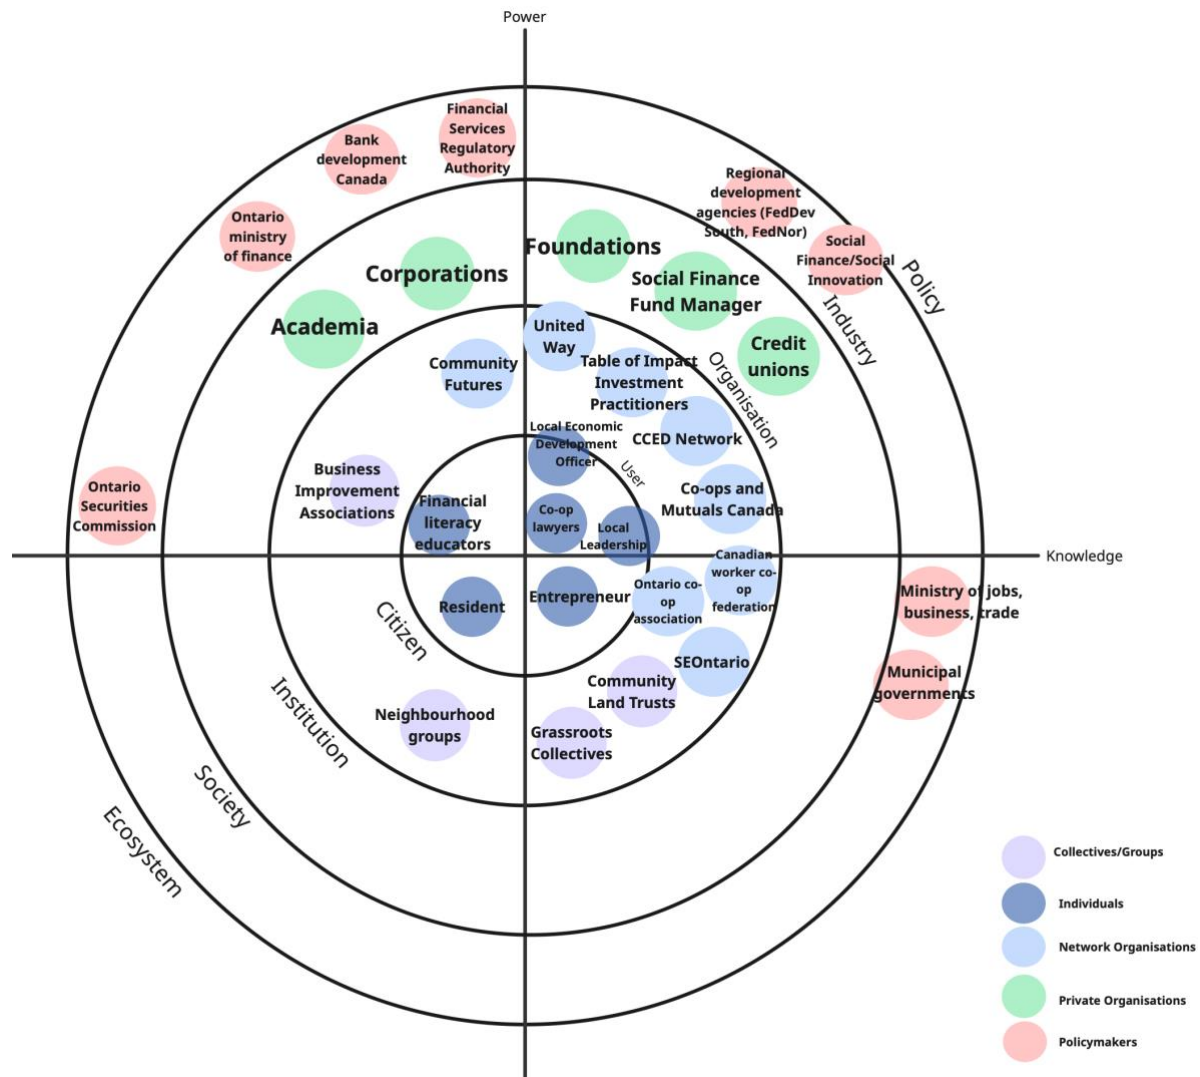 Power
Financial
Services
Regulatory
Authority
Bank
development
Canada
Ontario
ministry
of finance
Regional
development
agencies (FedDev
South, FedNor)
Social
Finance/Social
Innovation
Policy
Industry
Organisation
User
Foundations
Corporations
Social Finance
Fund Manager
Academia
Credit
unions
United
Way
Community
Futures
Table of Impact
Investment
Practitioners
Local Economic
Development
Officer
CCED Network
Business
Improvement
Associations
Co-ops and
Mutuals Canada
Ontario
Securities
Commission
Financial
literacy
educators
Co-op
lawyers
Local
Leadership
Knowledge
Canadian
worker co-
op
federation
Ontario co-
op
association
Ministry of jobs,
business, trade
Resident
Entrepreneur
Citizen
SEOntario
Municipal
governments
Community
Land Trusts
Neighbourhood
groups
Grassroots
Collectives
Institution
Society
Ecosystem
Collectives/Groups
Individuals
Network Organisations
Private Organisations
Policymakers